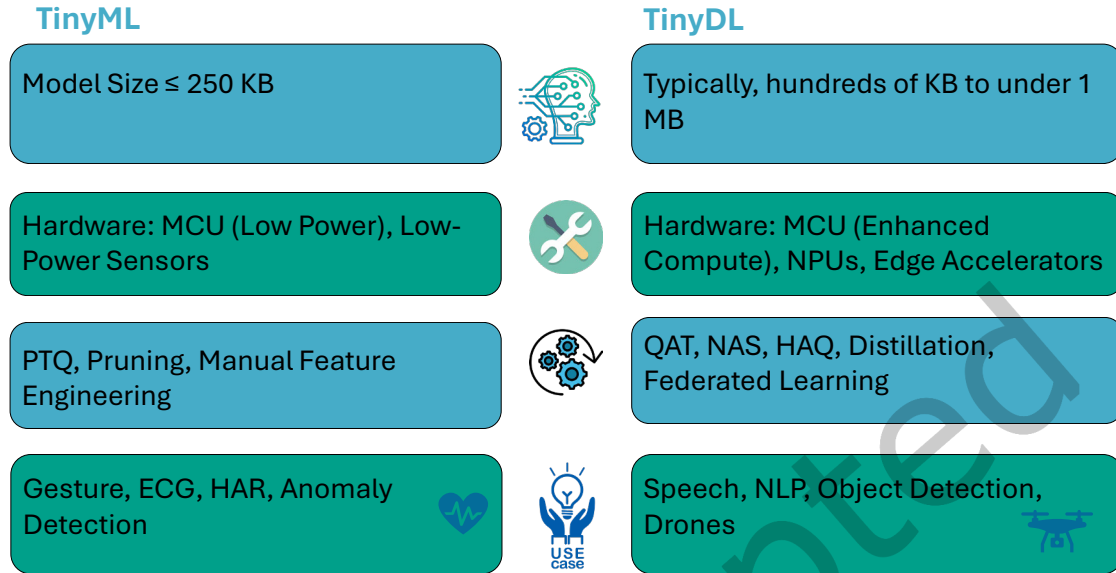 TinyML
TinyDL
Model Size ≤ 250 KB
Typically, hundreds of KB to under 1
MB
Hardware: MCU (Low Power), Low-
Power Sensors
Hardware: MCU (Enhanced
Compute), NPUs, Edge Accelerators
PTQ, Pruning, Manual Feature
Engineering
QAT, NAS, HAQ, Distillation,
Federated Learning
Gesture, ECG, HAR, Anomaly
Detection
USE
case
Speech, NLP, Object Detection,
Drones
pted